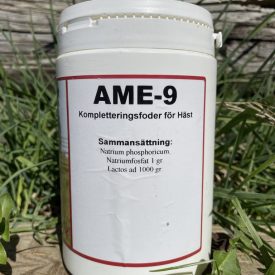 AME-9
Kompletteringsfoder för Häst
Sammansättning:
Natrium phosphoricum,
Natriumfosfat 1 gr
Lactos ad 1000 gr